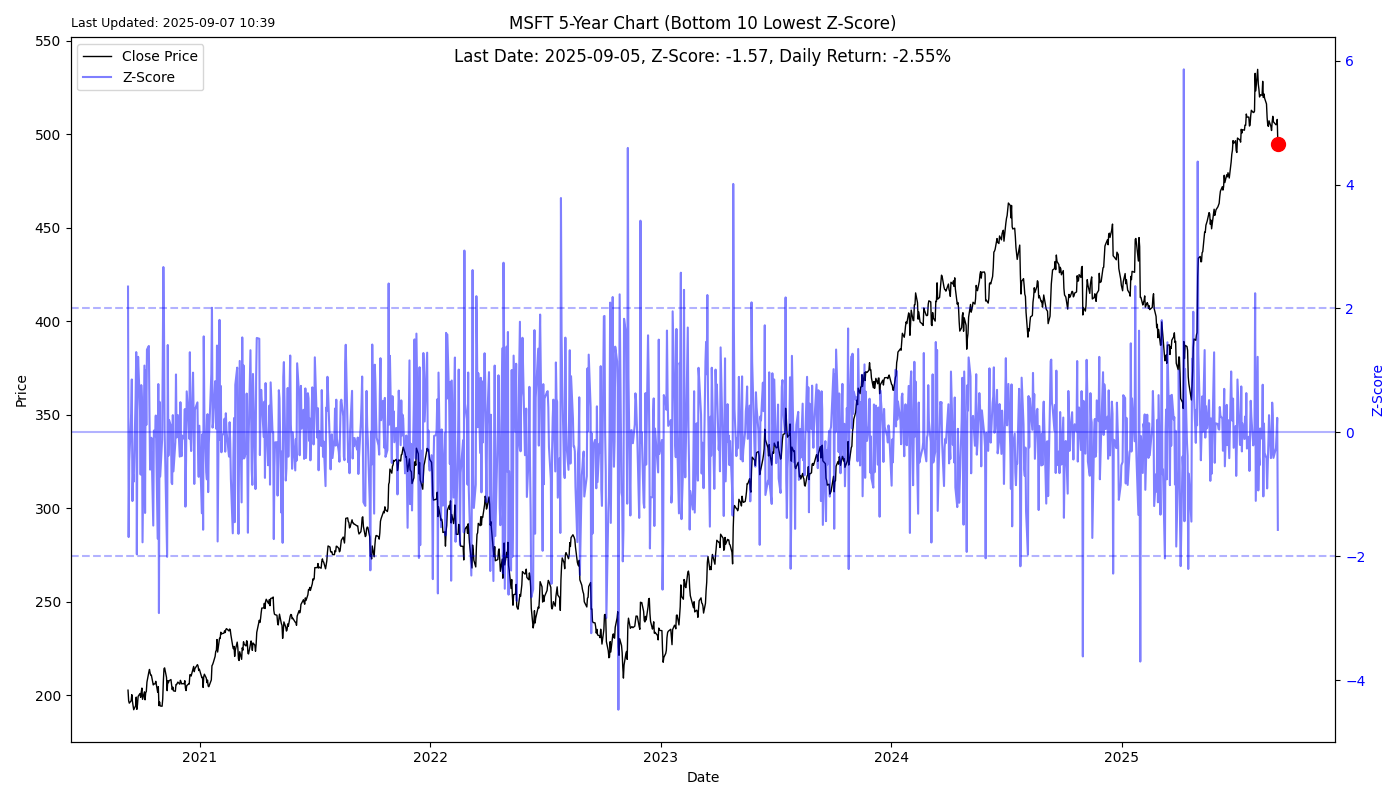 Last Updated: 2025-09-07 10:39
MSFT 5-Year Chart (Bottom 10 Lowest Z-Score)
Last Date: 2025-09-05, Z-Score: -1.57, Daily Return: -2.55%
Close Price
Z-Score
550
500
450
400
350
300
250
200
Price
6
4
2
0
−2
−4
Z-Score
2021
2022
2023
2024
2025
Date